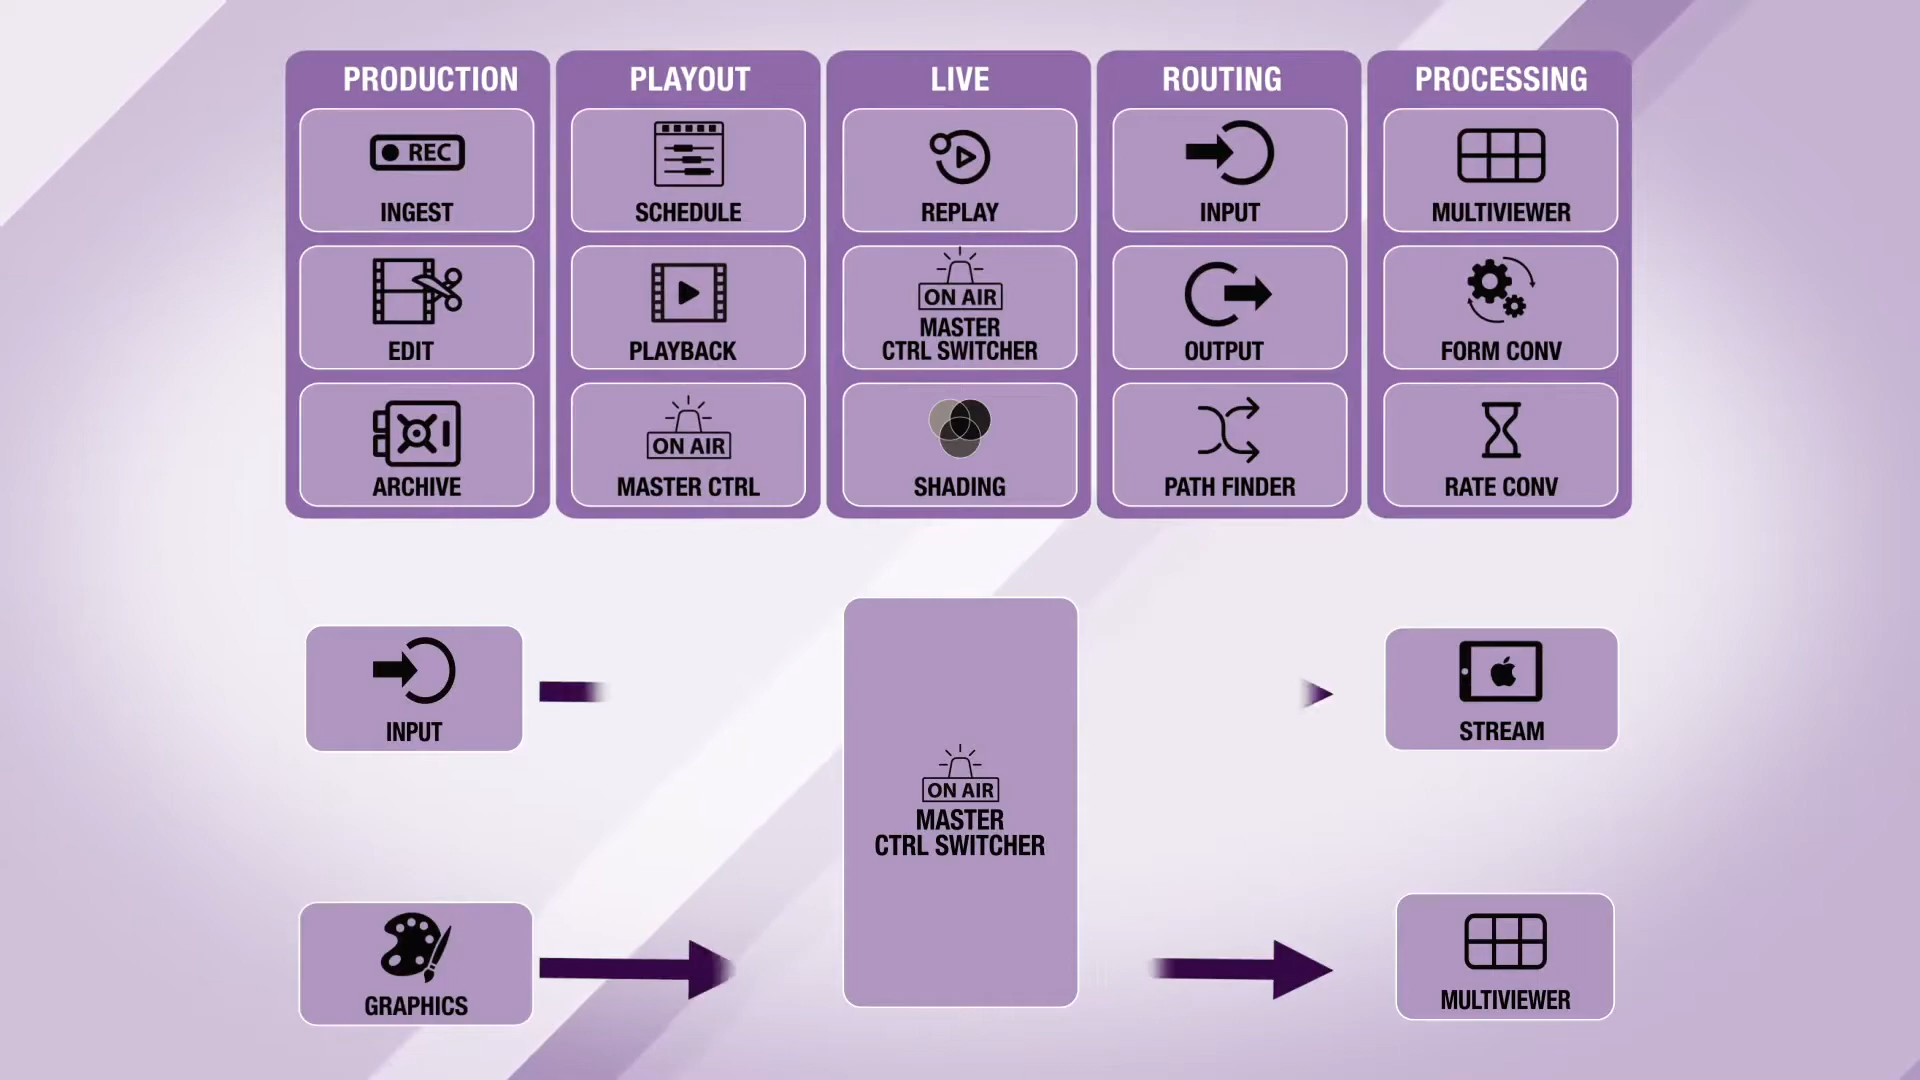 PRODUCTION
REC
INGEST
EDIT
ARCHIVE
PLAYOUT
SCHEDULE
PLAYBACK
ON AIR
MASTER CTRL
LIVE
REPLAY
ON AIR
MASTER
CTRL SWITCHER
SHADING
ROUTING
INPUT
OUTPUT
PATH FINDER
PROCESSING
MULTIVIEWER
FORM CONV
RATE CONV
INPUT
GRAPHICS
ON AIR
MASTER
CTRL SWITCHER
STREAM
MULTIVIEWER